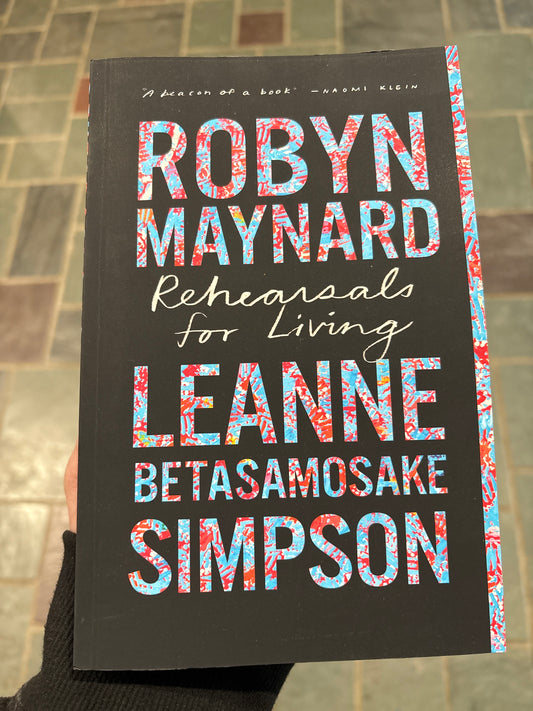 "A beacon of a book" —NAOMI KLEIN
ROBYN
MAYNARD
Rehearsals
for Living
LEANNE
BETASAMOSAKE
SIMPSON